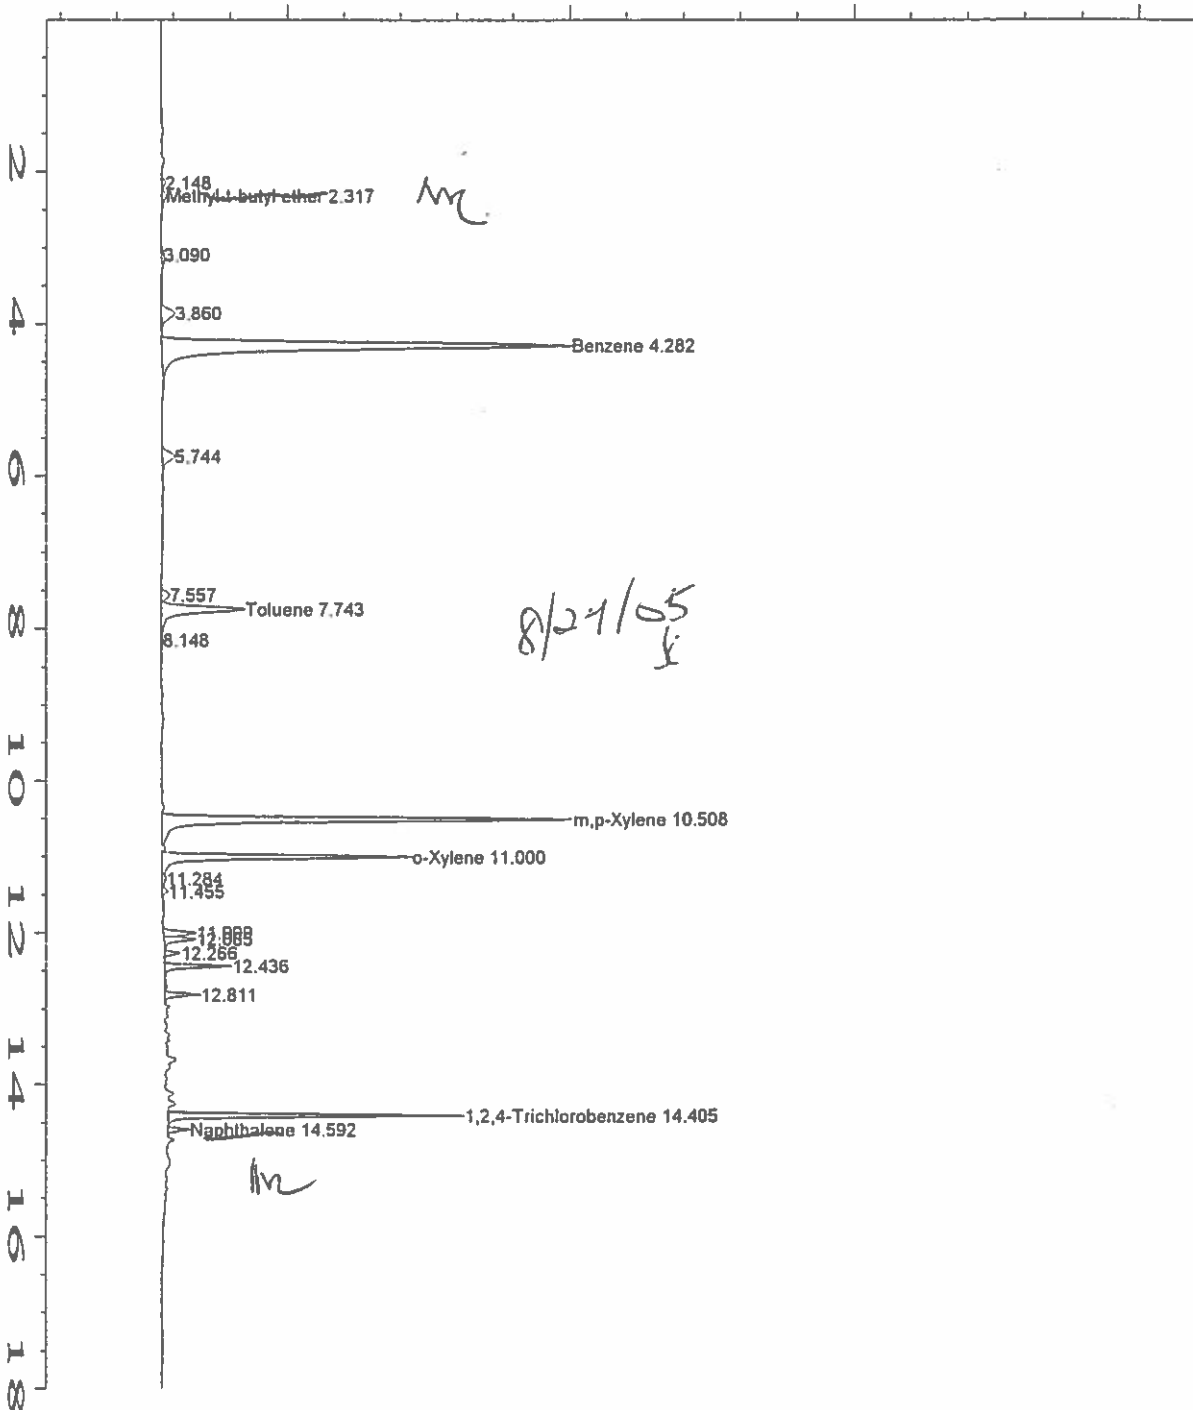 2
2.148
Methyl-t-butyl ether 2.317
m
3.090
4
3.860
Benzene 4.282
5.744
6
7.557
Toluene 7.743
8
8.148
8/21/05
10
m,p-Xylene 10.508
o-Xylene 11.000
11.284
11.455
12
12.266
12.436
12.811
14
1,2,4-Trichlorobenzene 14.405
Naphthalene 14.592
m
16
18